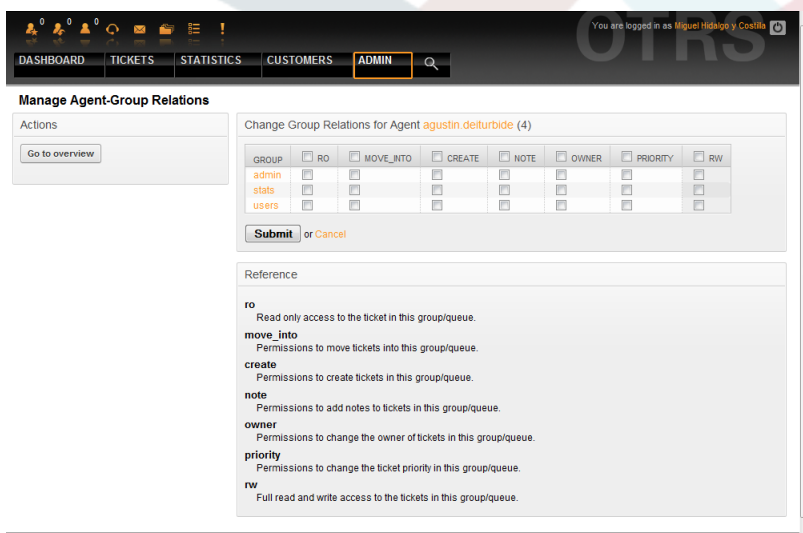 0 0 0
OTRS
You are logged in as Miguel Hidalgo y Costilla
DASHBOARD TICKETS STATISTICS CUSTOMERS ADMIN
Manage Agent-Group Relations
Actions
Go to overview
Change Group Relations for Agent agustin.deiturbide (4)
GROUP RO MOVE_INTO CREATE NOTE OWNER PRIORITY RW
admin
stats
users
Submit or Cancel
Reference
ro
Read only access to the ticket in this group/queue.
move_into
Permissions to move tickets into this group/queue.
create
Permissions to create tickets in this group/queue.
note
Permissions to add notes to tickets in this group/queue.
owner
Permissions to change the owner of tickets in this group/queue.
priority
Permissions to change the ticket priority in this group/queue.
rw
Full read and write access to the tickets in this group/queue.